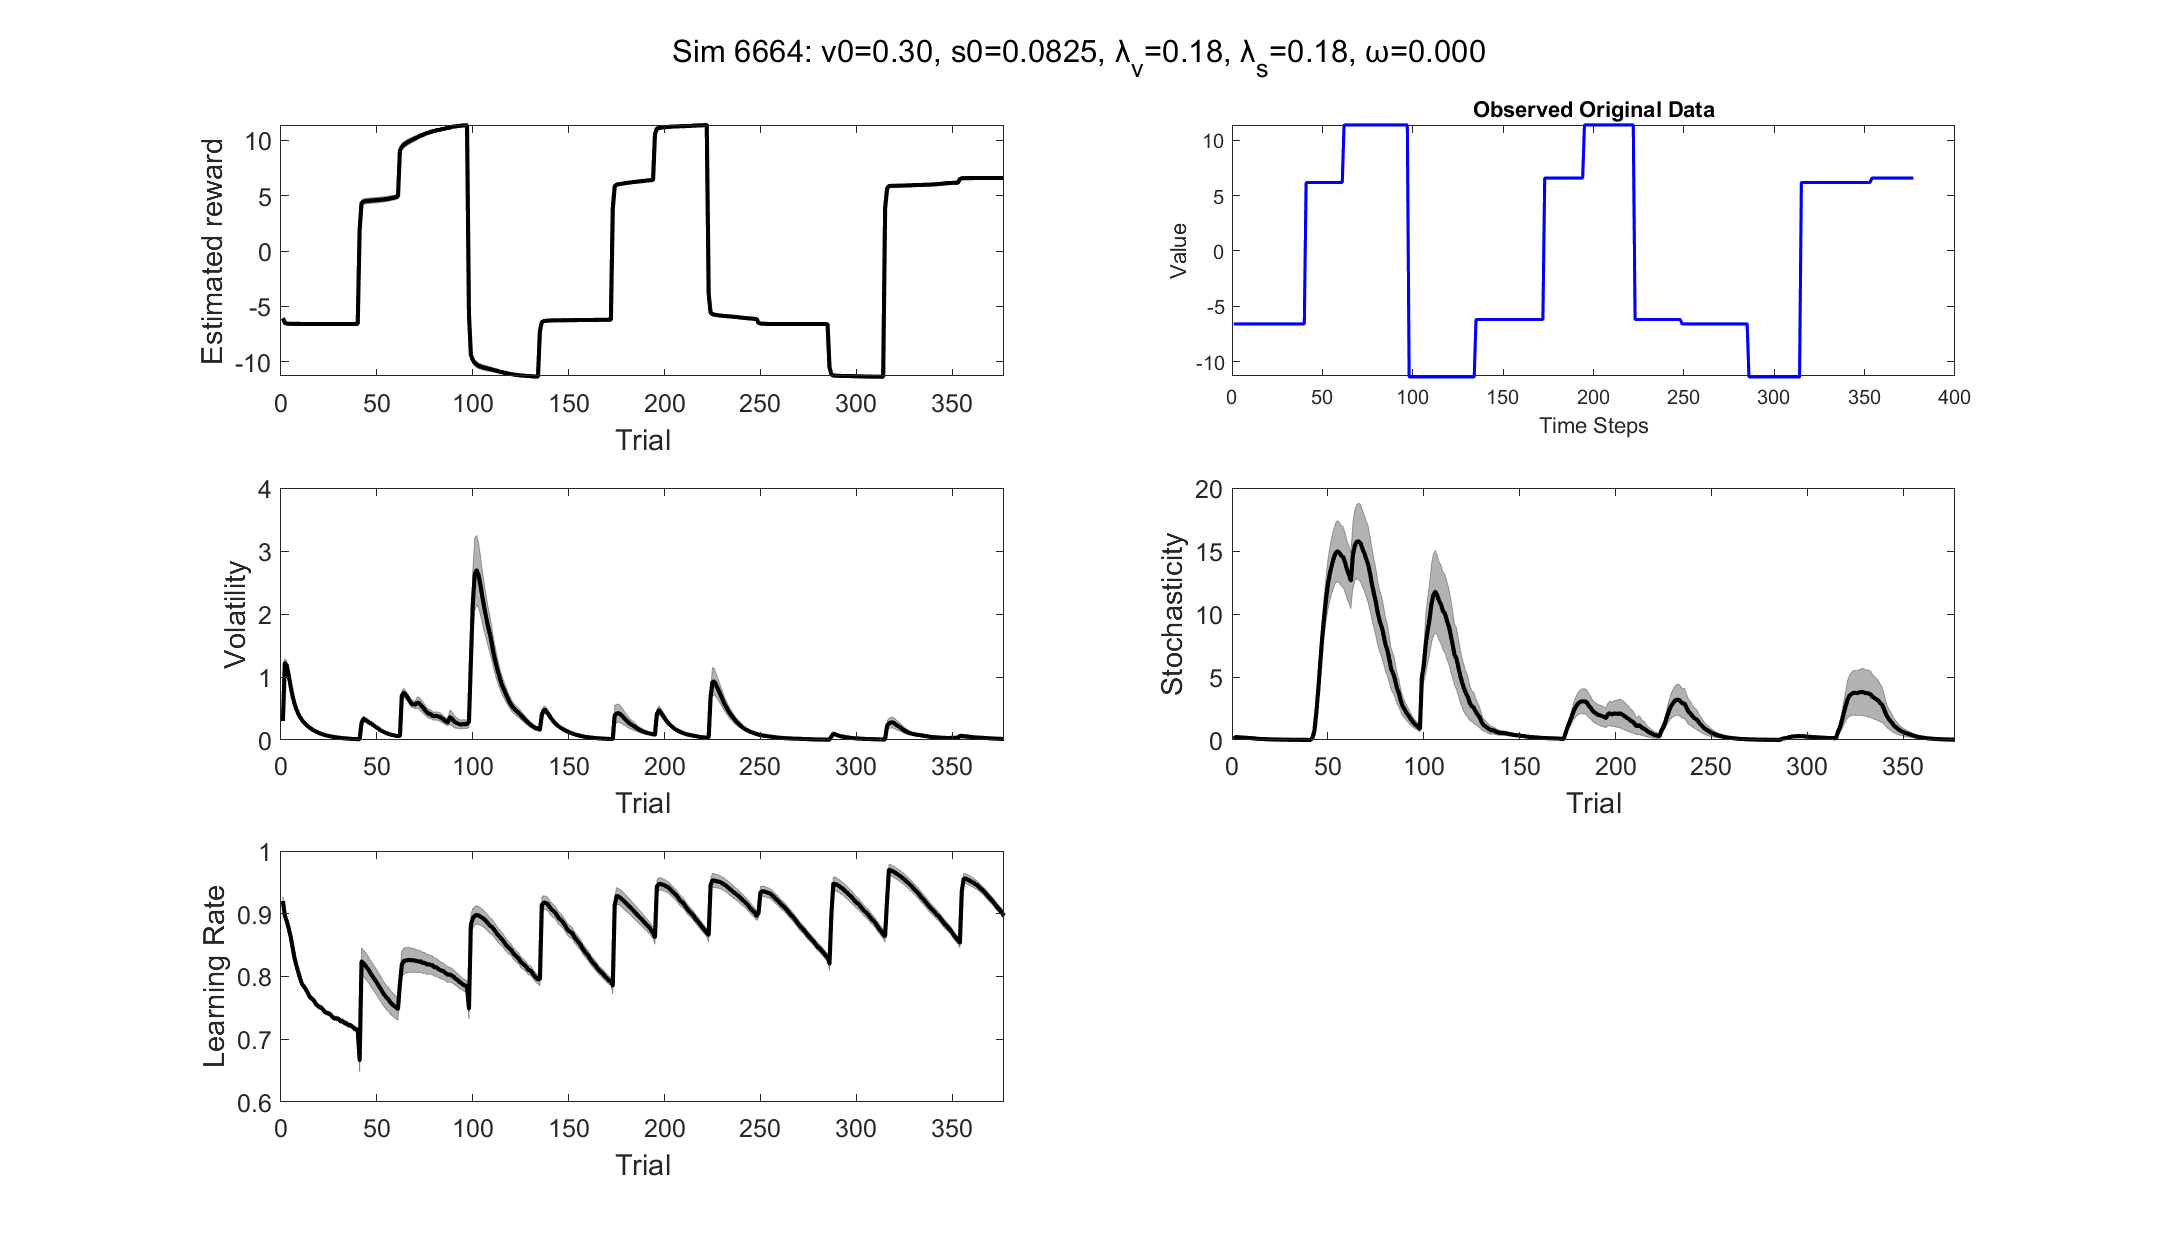 Sim 6664: v0=0.30, s0=0.0825, λ_v=0.18, λ_s=0.18, ω=0.000
Estimated reward
10
5
0
-5
-10
0 50 100 150 200 250 300 350
Trial
Observed Original Data
Value
10
5
0
-5
-10
0 50 100 150 200 250 300 350 400
Time Steps
Volatility
4
3
2
1
0
0 50 100 150 200 250 300 350
Trial
Stochasticity
20
15
10
5
0
0 50 100 150 200 250 300 350
Trial
Learning Rate
1
0.9
0.8
0.7
0.6
0 50 100 150 200 250 300 350
Trial